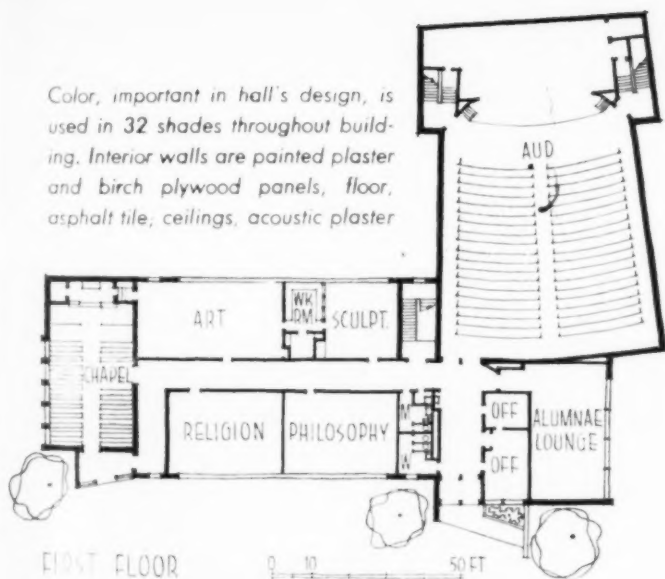 Color, important in hall's design, is
used in 32 shades throughout build-
ing. Interior walls are painted plaster
and birch plywood panels, floor,
asphalt tile, ceilings, acoustic plaster
AUD
ART
WK
RM
SCULPT.
CHAPEL
RELIGION
PHILOSOPHY
M
W
OFF
OFF
ALUMNAE
LOUNGE
FIRST FLOOR
0 10 50 FT